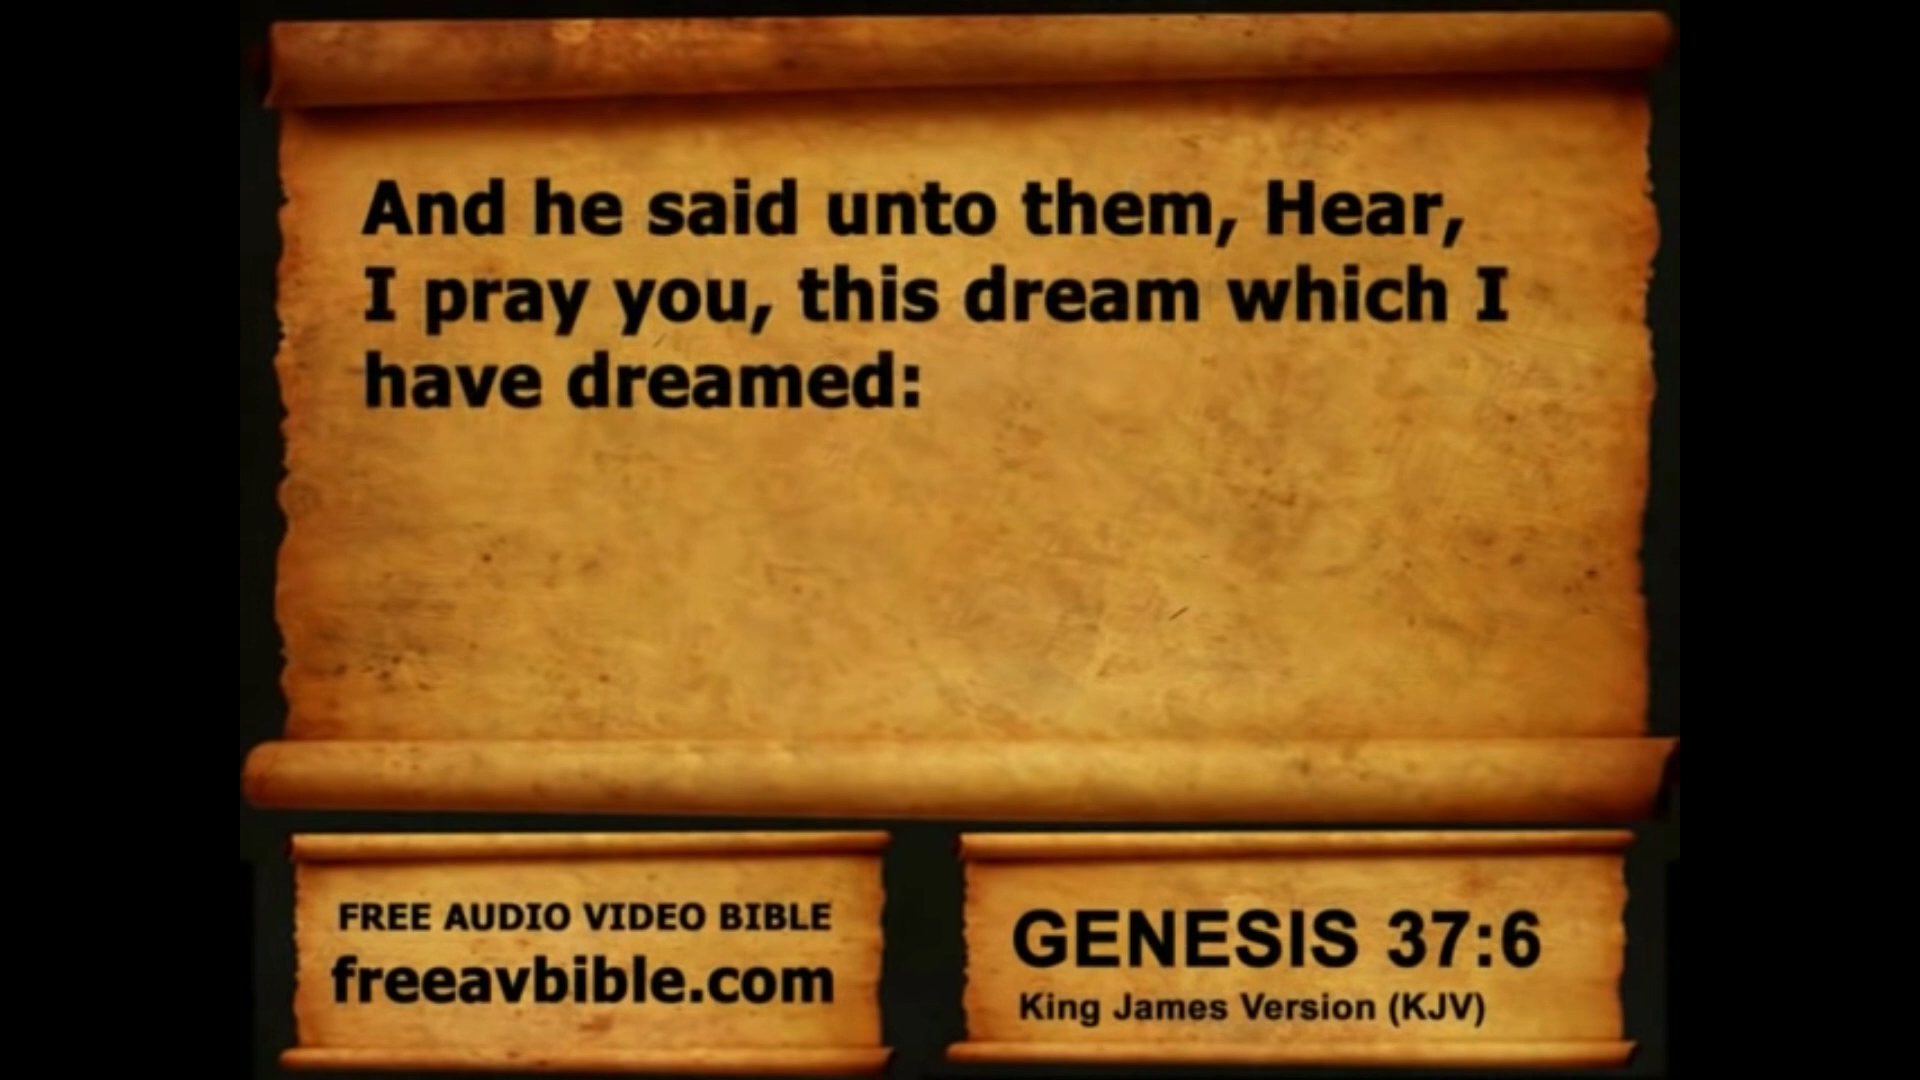 And he said unto them, Hear,
I pray you, this dream which I
have dreamed:
FREE AUDIO VIDEO BIBLE
freeavbible.com
GENESIS 37:6
King James Version (KJV)